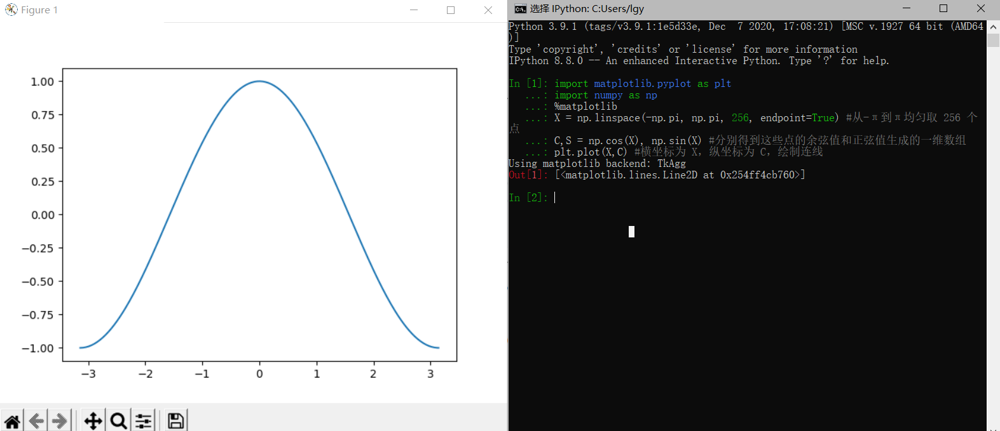 Figure 1
1.00
0.75
0.50
0.25
0.00
−0.25
−0.50
−0.75
−1.00
−3 −2 −1 0 1 2 3
选择 IPython: C:Users/lgy
Python 3.9.1 (tags/v3.9.1:1e5d33e, Dec  7 2020, 17:08:21) [MSC v.1927 64 bit (AMD64
)]
Type 'copyright', 'credits' or 'license' for more information
IPython 8.8.0 -- An enhanced Interactive Python. Type '?' for help.
In [1]: import matplotlib.pyplot as plt
...: import numpy as np
...: %matplotlib
...: X = np.linspace(-np.pi, np.pi, 256, endpoint=True) #从-π到π均匀取 256 个
点
...: C,S = np.cos(X), np.sin(X) #分别得到这些点的余弦值和正弦值生成的一维数组
...: plt.plot(X,C) #横坐标为 X，纵坐标为 C，绘制连线
Using matplotlib backend: TkAgg
Out[1]: [<matplotlib.lines.Line2D at 0x254ff4cb760>]
In [2]: